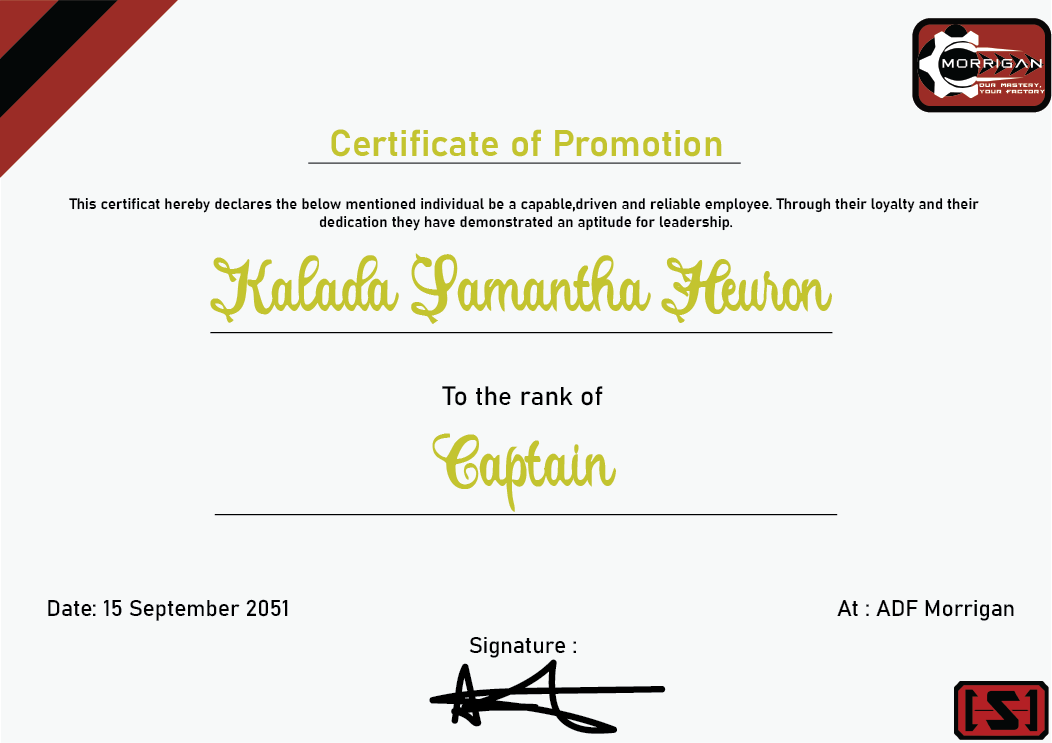 MORRIGAN
OUR MASTERY,
YOUR FACTORY
Certificate of Promotion
This certificat hereby declares the below mentioned individual be a capable,driven and reliable employee. Through their loyalty and their
dedication they have demonstrated an aptitude for leadership.
Kalada Samantha Heuron
To the rank of
Captain
Date: 15 September 2051
At : ADF Morrigan
Signature :
[S]